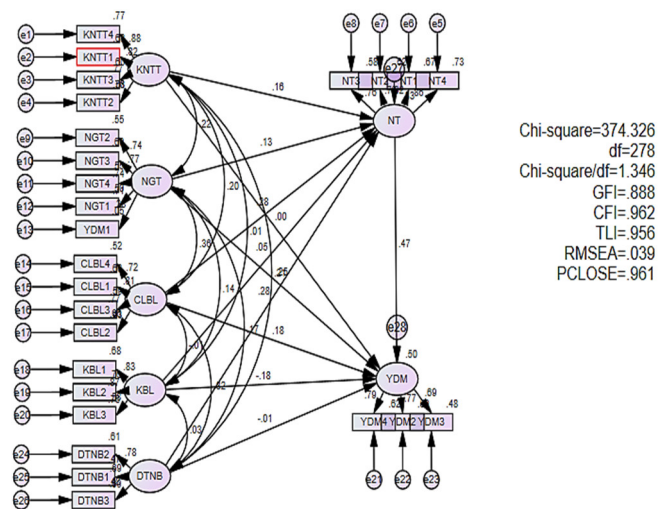 .77
e1 KNTT4 .88
e2 KNTT1 .82
e3 KNTT3
e4 KNTT2
KNTT
.55
e9 NGT2 .74
e10 NGT3 .77
e11 NGT4
e12 NGT1
e13 YDM1
NGT
.52
e14 CLBL4 .72
e15 CLBL1 .81
e16 CLBL3
e17 CLBL2
CLBL
.68
e18 KBL1 .83
e19 KBL2
e20 KBL3
KBL
.61
e24 DTNB2 .78
e25 DTNB1
e26 DTNB3
DTNB
e8 e7 e6 e5
.58 .67 .73
NT3 NT2 NT1 NT4
e27
NT
.16
.22
.13
.20
.28
.00
.01
.05
.36
.14
.28
.47
.18
-.18
.03
-.01
e28
.50
YDM
.79 .77 .69 .48
YDM4 YDM2 YDM3
e21 e22 e23
Chi-square=374.326
df=278
Chi-square/df=1.346
GFI=.888
CFI=.962
TLI=.956
RMSEA=.039
PCLOSE=.961